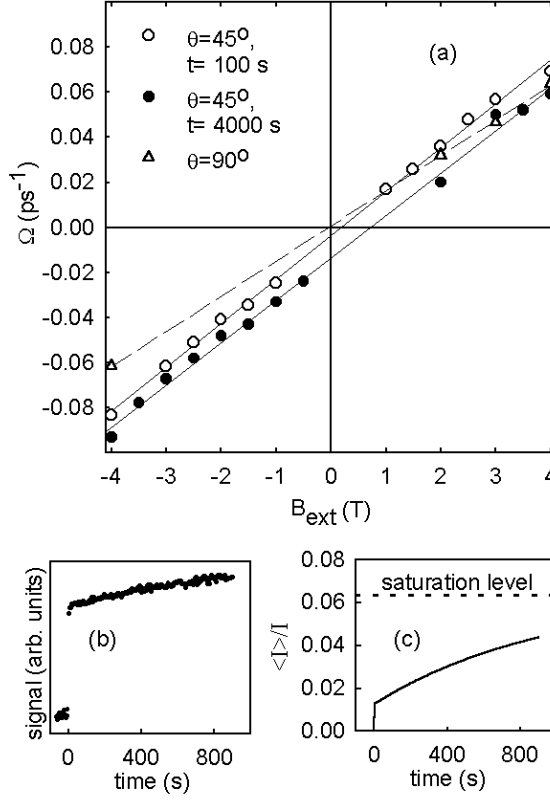 0.08
0.06
0.04
0.02
0.00
-0.02
-0.04
-0.06
-0.08
Ω (ps⁻¹)
θ=45°,
t= 100 s
θ=45°,
t= 4000 s
θ=90°
(a)
-4 -3 -2 -1 0 1 2 3 4
B_ext (T)
signal (arb. units)
(b)
0 400 800
time (s)
0.08
0.06
0.04
0.02
0.00
<I>/I
saturation level
(c)
0 400 800
time (s)